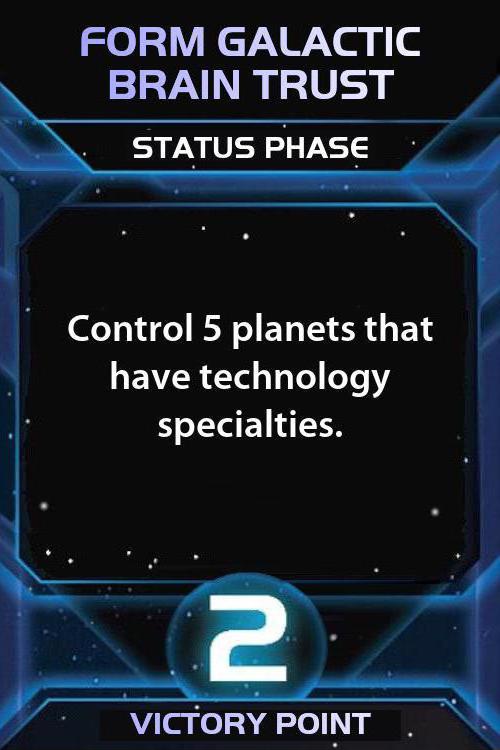 FORM GALACTIC
BRAIN TRUST
STATUS PHASE
Control 5 planets that
have technology
specialties.
2
VICTORY POINT